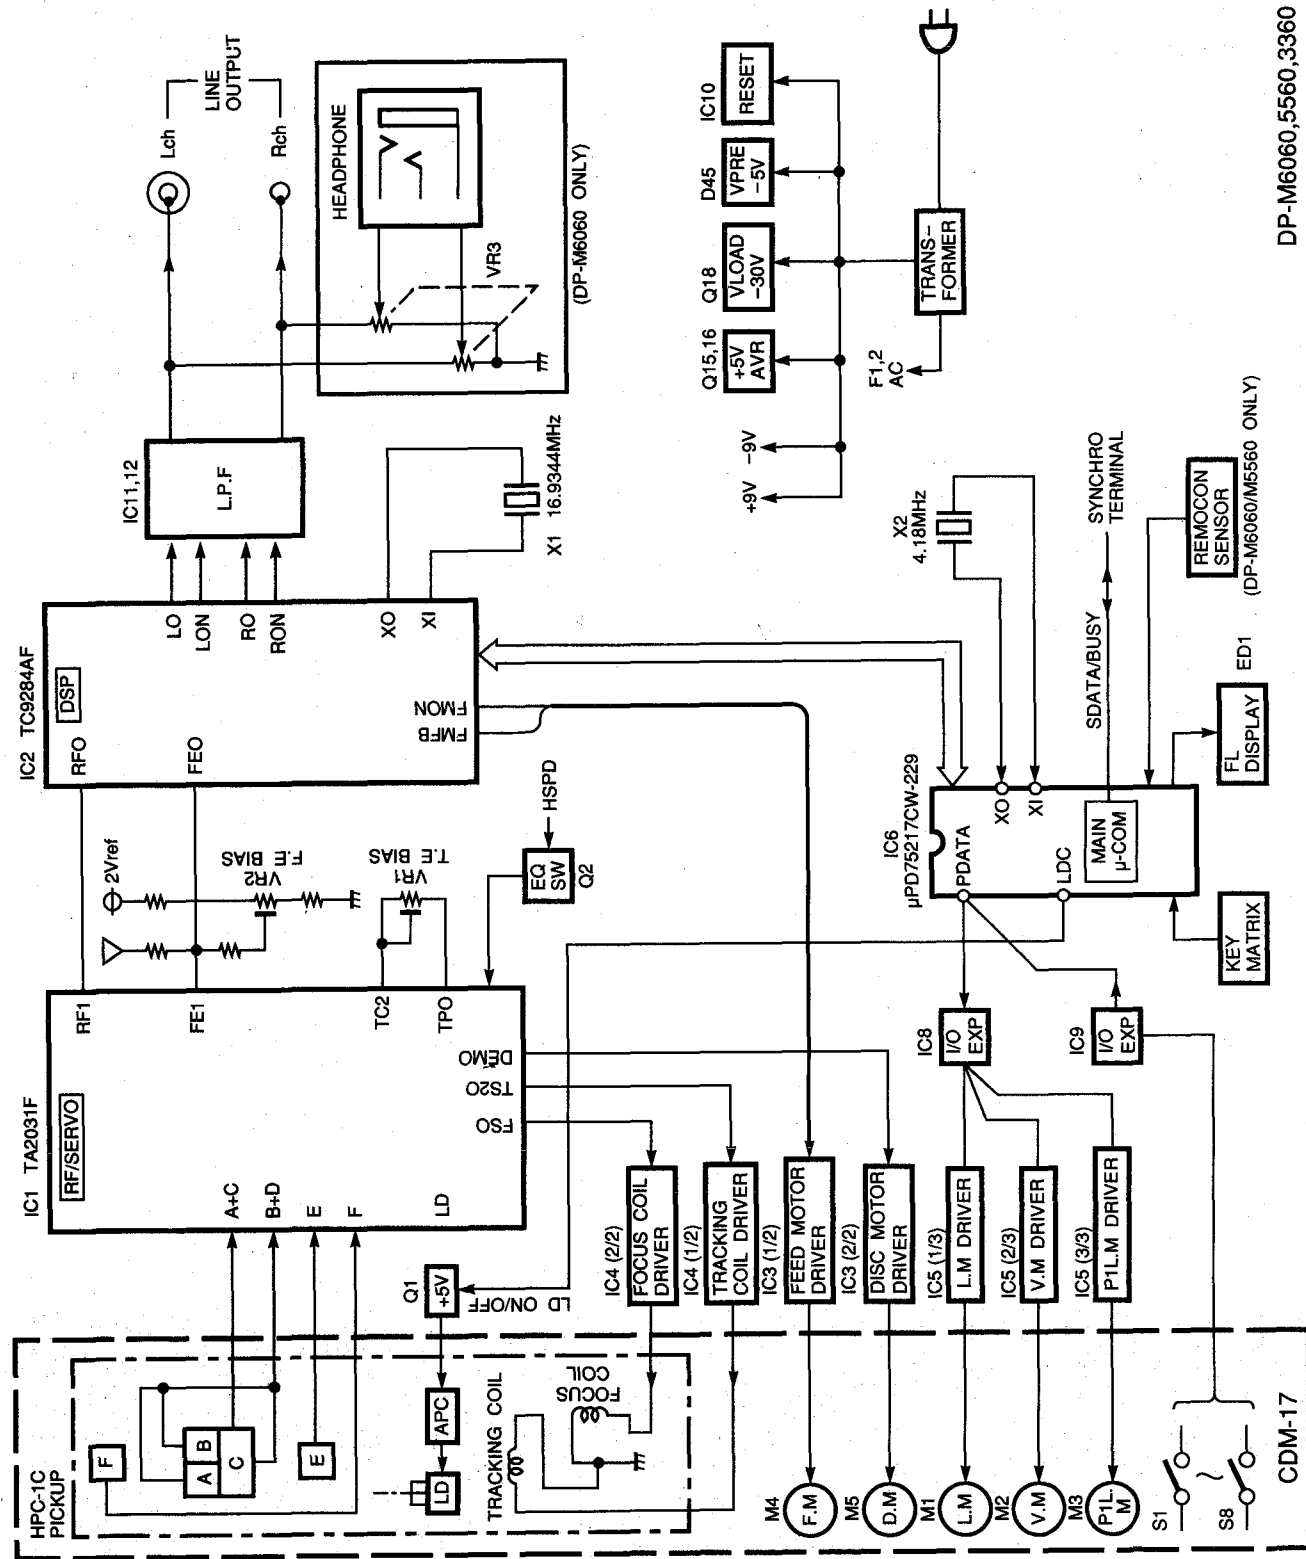 HPC-1C
PICKUP
F
A
B
C
E
LD
APC
TRACKING COIL
FOCUS
COIL
M4
F.M
M5
D.M
M1
L.M
M2
V.M
M3
P1L.
M
S1
S8
CDM-17
IC1 TA2031F
RF/SERVO
A+C
B+D
E
F
LD
RF1
FE1
TC2
TPO
DEMO
TS2O
FSO
Q1
+5V
LD ON/OFF
IC4 (2/2)
FOCUS COIL
DRIVER
IC4 (1/2)
TRACKING
COIL DRIVER
IC3 (1/2)
FEED MOTOR
DRIVER
IC3 (2/2)
DISC MOTOR
DRIVER
IC5 (1/3)
L.M DRIVER
IC5 (2/3)
V.M DRIVER
IC5 (3/3)
P1L.M DRIVER
2Vref
VR2
F.E BIAS
VR1
T.E BIAS
EQ
SW
Q2
HSPD
IC8
I/O
EXP
IC9
I/O
EXP
KEY
MATRIX
IC2 TC9284AF
DSP
RFO
FEO
LO
LON
RO
RON
XO
XI
FMON
FMFB
IC6
μPD75217CW-229
PDATA
XO
XI
LDC
MAIN
μ-COM
FL
DISPLAY
ED1
SDATA/BUSY
SYNCHRO
TERMINAL
REMOCON
SENSOR
(DP-M6060/M5560 ONLY)
X2
4.18MHz
X1
16.9344MHz
IC11,12
L.P.F
Lch
Rch
LINE
OUTPUT
HEADPHONE
VR3
(DP-M6060 ONLY)
+9V
-9V
Q15,16
+5V
AVR
Q18
VLOAD
-30V
D45
VPRE
-5V
IC10
RESET
F1,2
AC
TRANS-
FORMER
DP-M6060,5560,3360